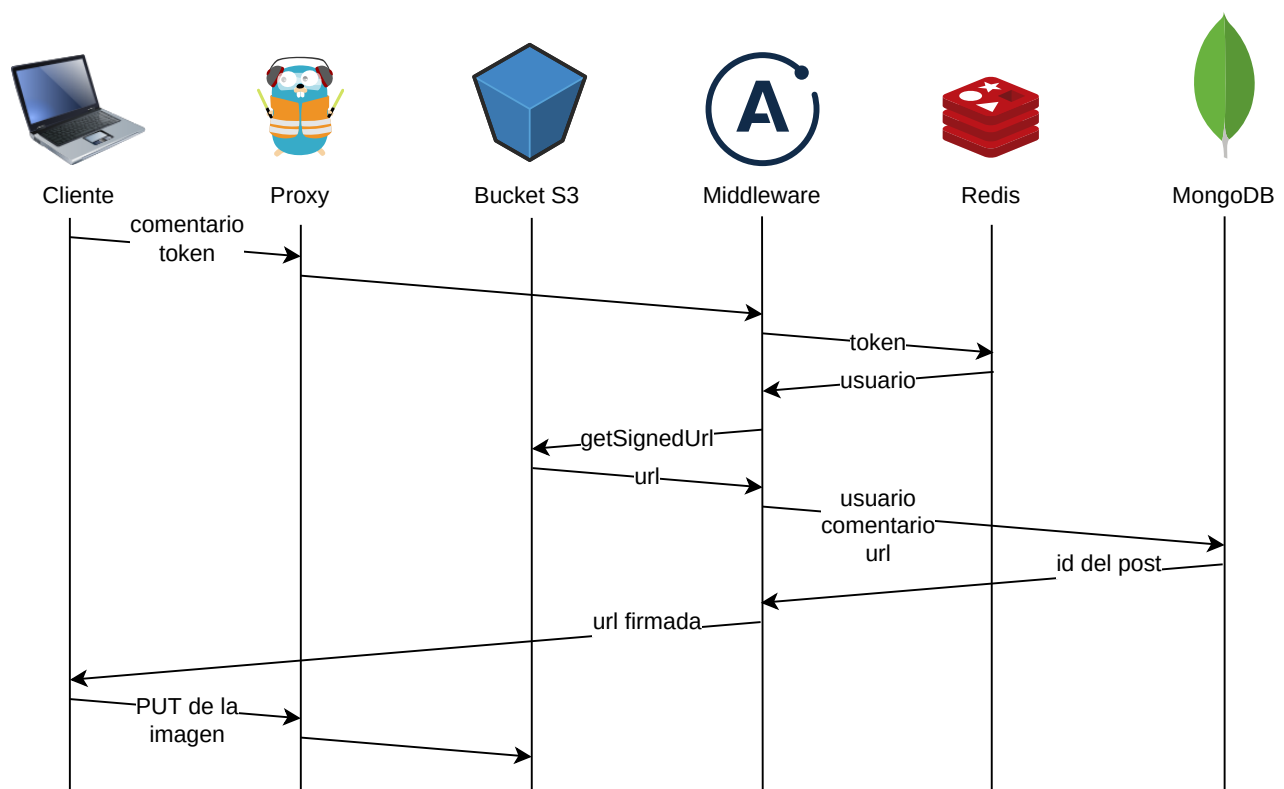 Cliente
Proxy
Bucket S3
Middleware
Redis
MongoDB
comentario
token
token
usuario
getSignedUrl
url
usuario
comentario
url
id del post
url firmada
PUT de la
imagen